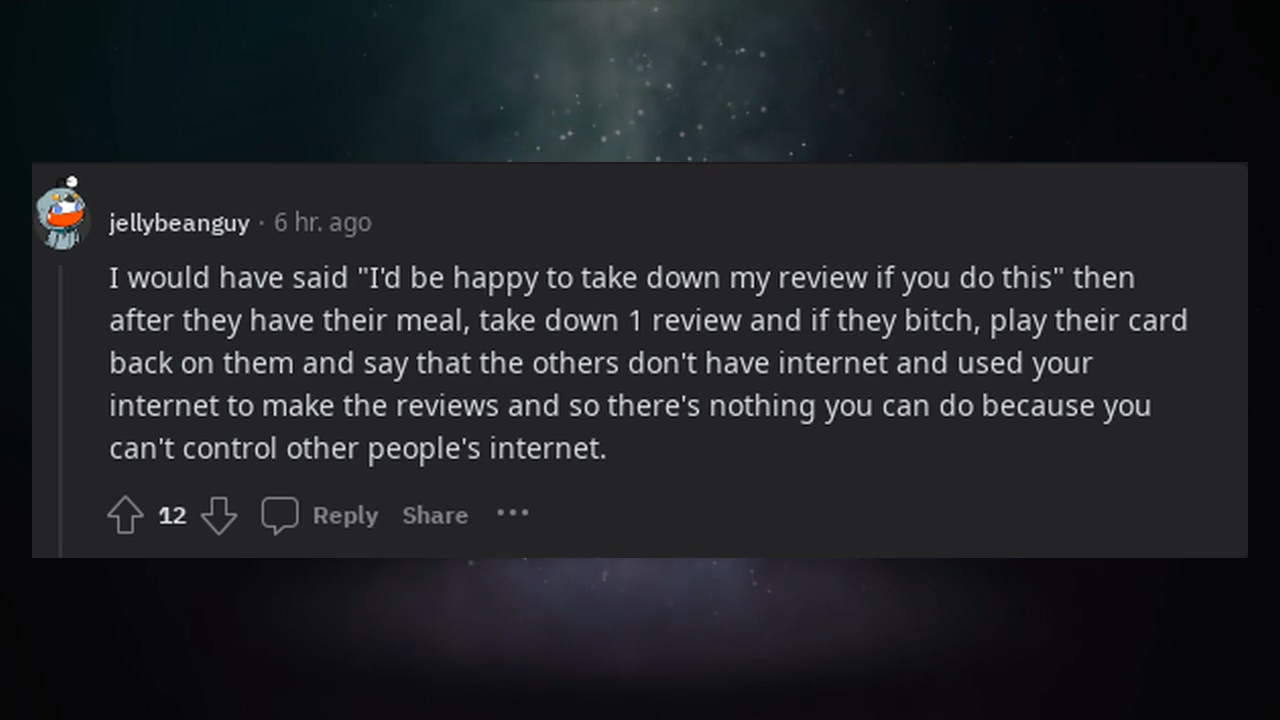 jellybeanguy · 6 hr. ago
I would have said "I'd be happy to take down my review if you do this" then
after they have their meal, take down 1 review and if they bitch, play their card
back on them and say that the others don't have internet and used your
internet to make the reviews and so there's nothing you can do because you
can't control other people's internet.
12 Reply Share ···